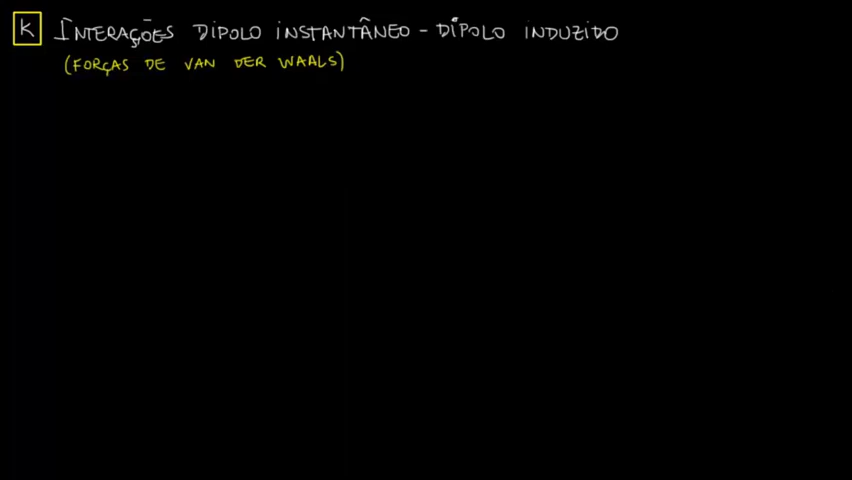 K INTERAÇÕES DIPOLO INSTANTÂNEO - DIPOLO INDUZIDO
(FORÇAS DE VAN DER WAALS)